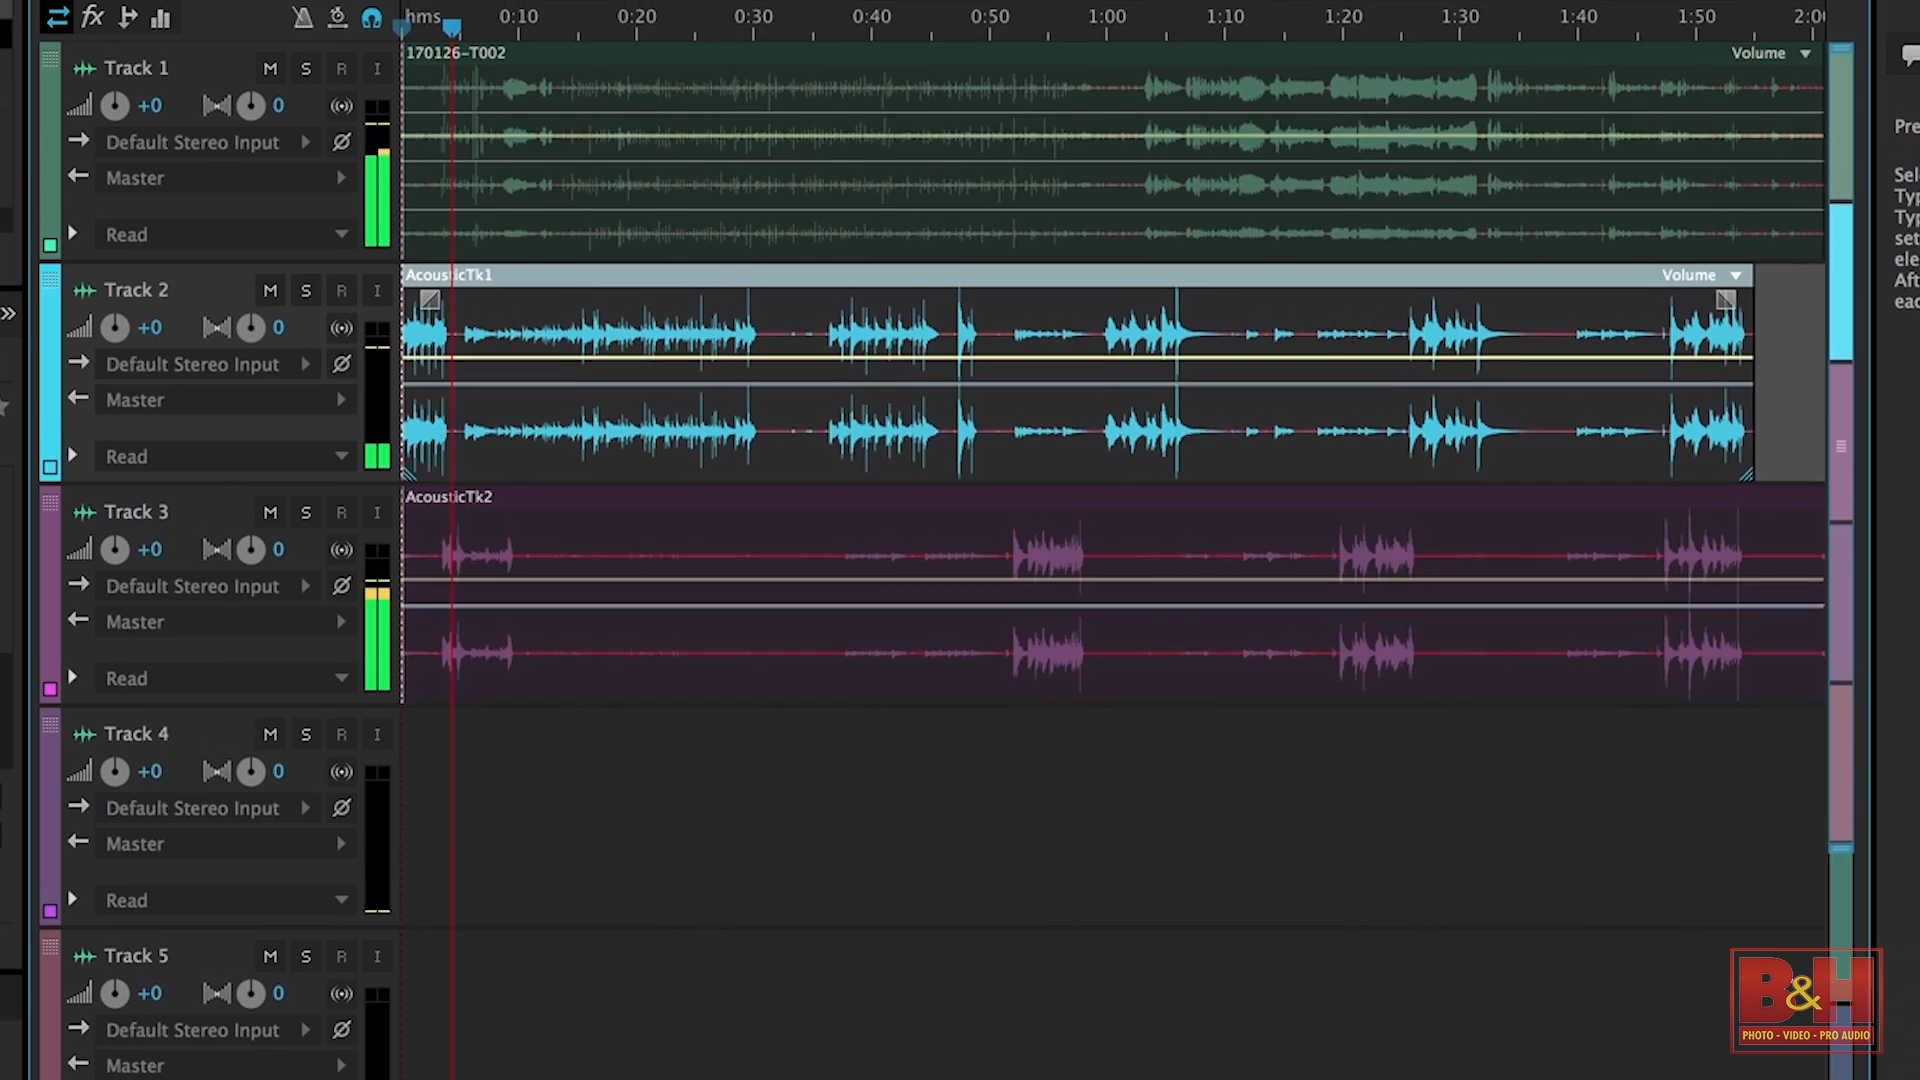 fx
hms 0:10 0:20 0:30 0:40 0:50 1:00 1:10 1:20 1:30 1:40 1:50
Track 1 M S R I
+0 0
Default Stereo Input
Master
Read
170126-T002 Volume
Track 2 M S R I
+0 0
Default Stereo Input
Master
Read
AcousticTk1 Volume
Track 3 M S R I
+0 0
Default Stereo Input
Master
Read
AcousticTk2
Track 4 M S R I
+0 0
Default Stereo Input
Master
Read
Track 5 M S R I
+0 0
Default Stereo Input
Master
B&H
PHOTO - VIDEO - PRO AUDIO